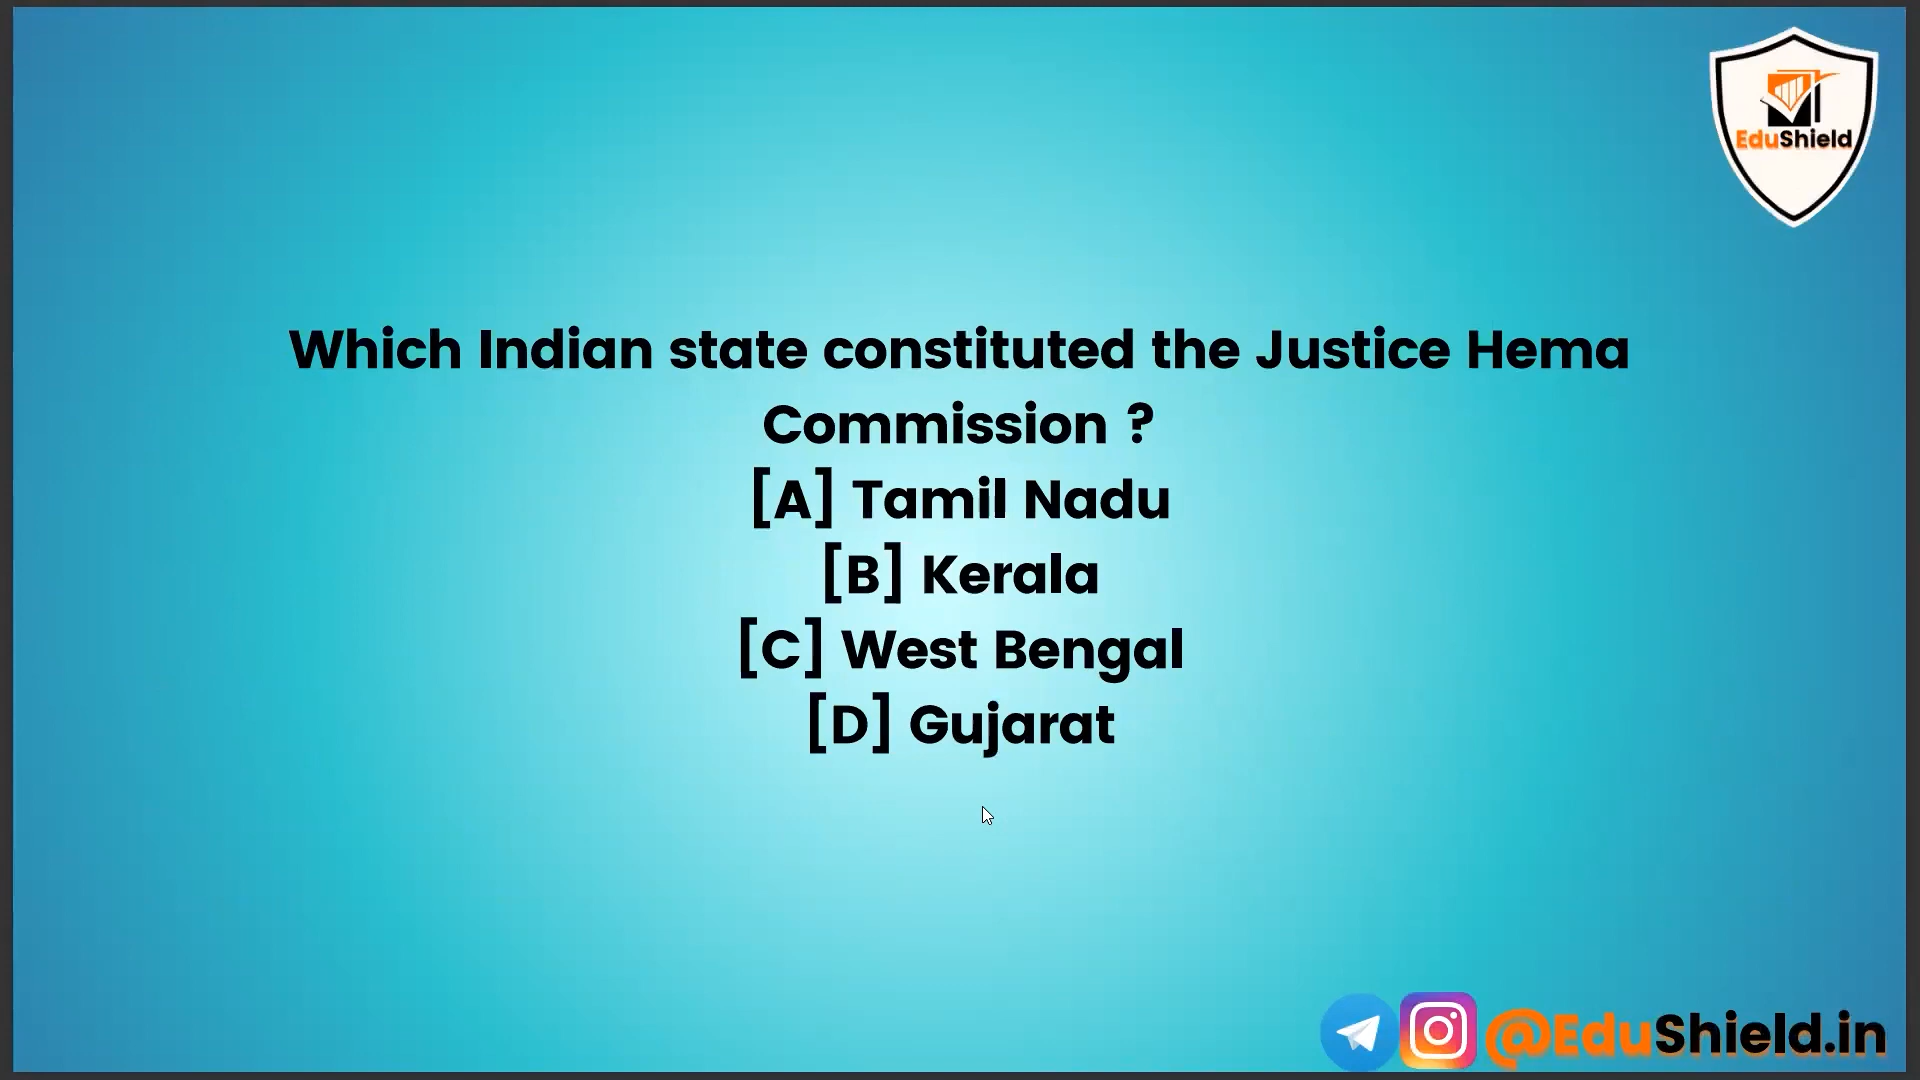 EduShield
Which Indian state constituted the Justice Hema
Commission ?
[A] Tamil Nadu
[B] Kerala
[C] West Bengal
[D] Gujarat
@EduShield.in